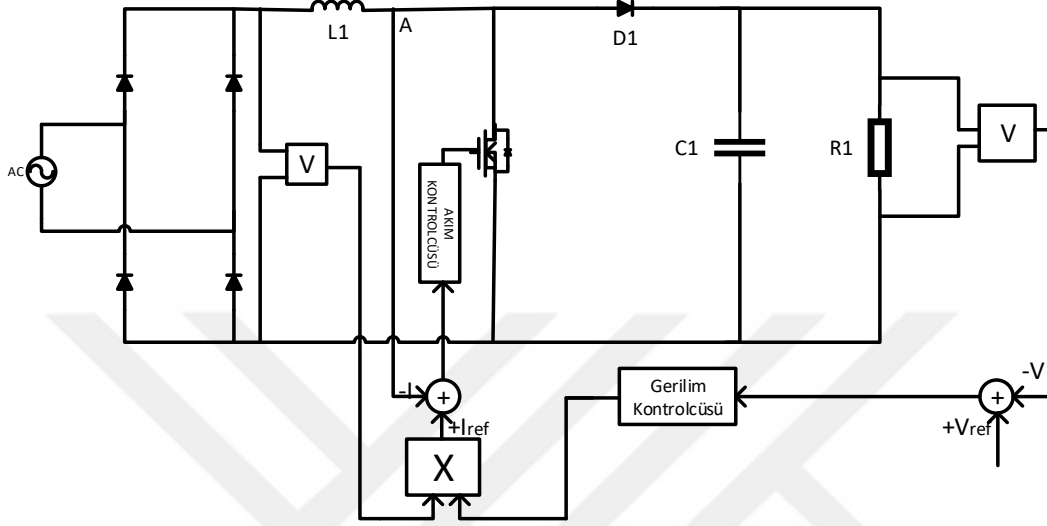 L1
A
D1
AC
V
AKIM
KONTROLCÜSÜ
C1
R1
V
-I
+
+Iref
X
Gerilim
Kontrolcüsü
+
-V
+Vref